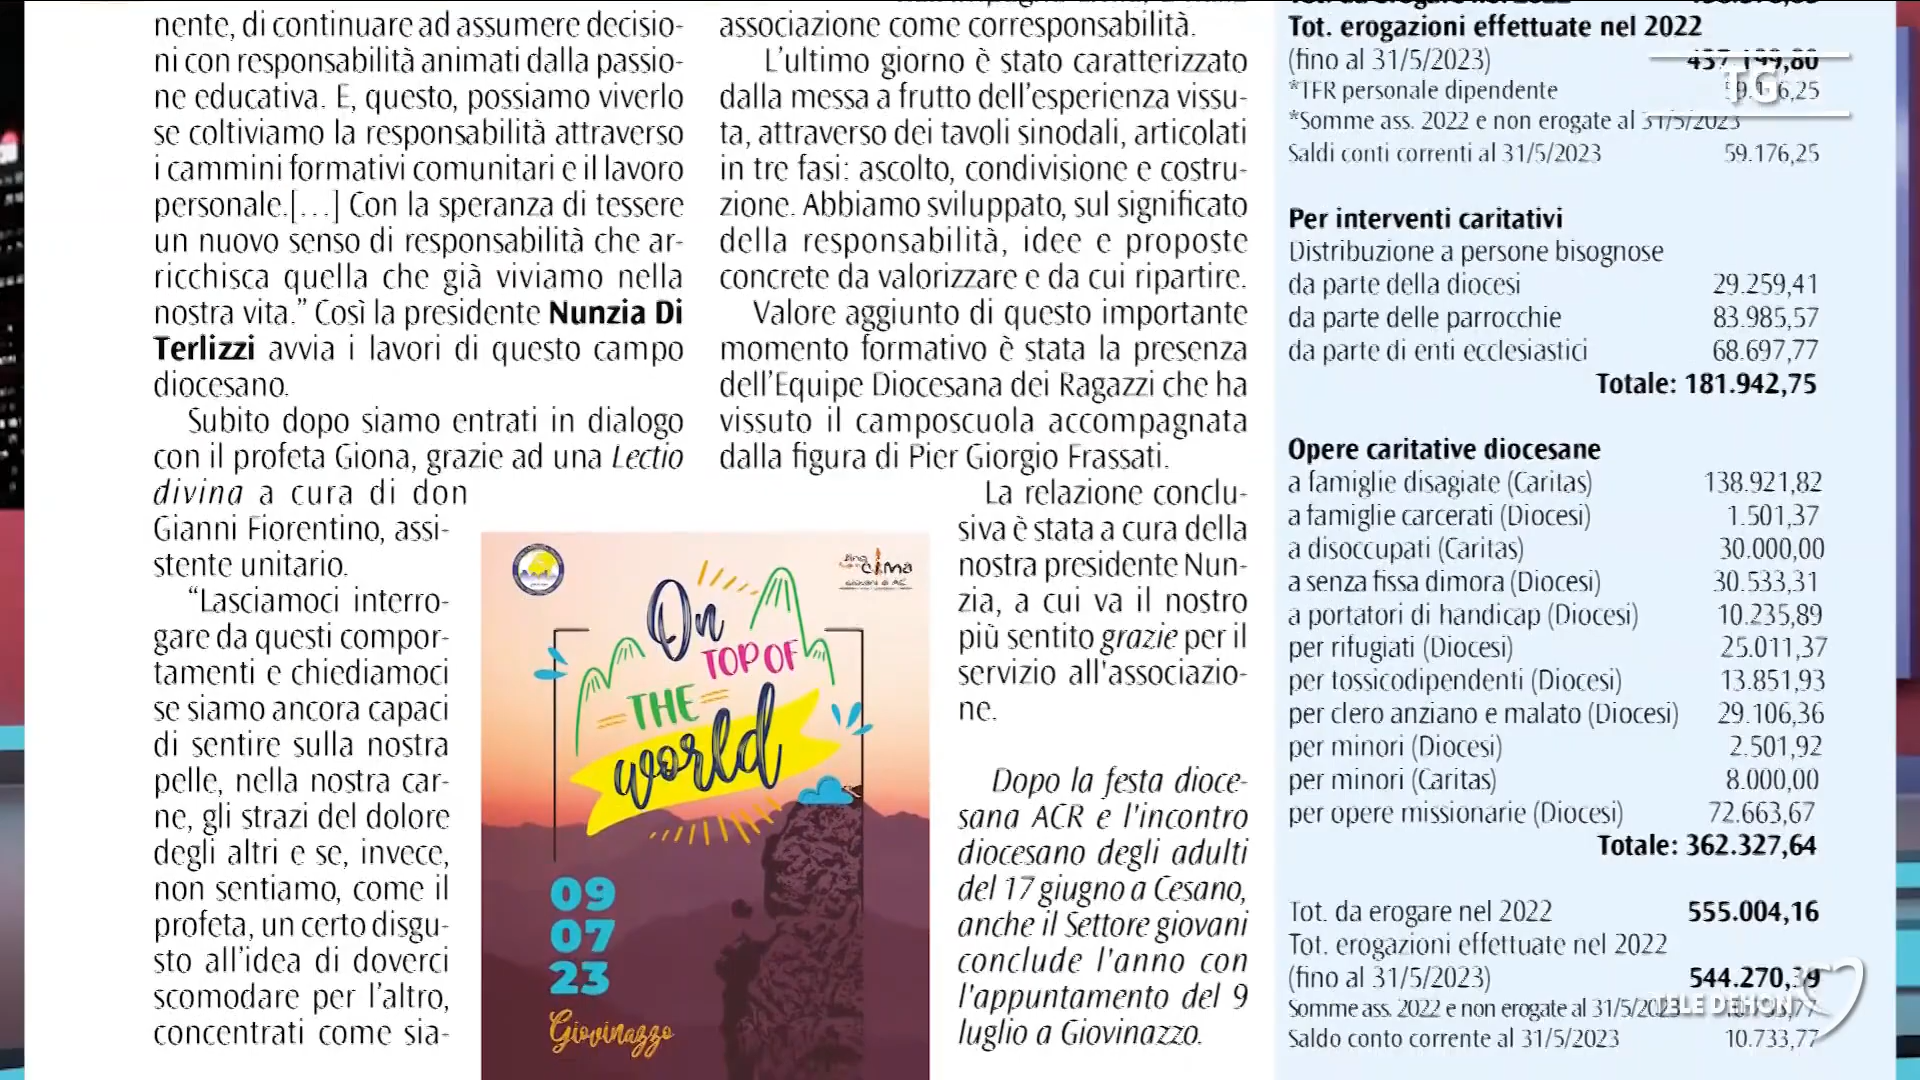 nente, di continuare ad assumere decisio-
ni con responsabilità animati dalla passio-
ne educativa. E, questo, possiamo viverlo
se coltiviamo la responsabilità attraverso
i cammini formativi comunitari e il lavoro
personale.[…] Con la speranza di tessere
un nuovo senso di responsabilità che ar-
ricchisca quella che già viviamo nella
nostra vita.” Così la presidente Nunzia Di
Terlizzi avvia i lavori di questo campo
diocesano.
Subito dopo siamo entrati in dialogo
con il profeta Giona, grazie ad una Lectio
divina a cura di don
Gianni Fiorentino, assi-
stente unitario.
“Lasciamoci interro-
gare da questi compor-
tamenti e chiediamoci
se siamo ancora capaci
di sentire sulla nostra
pelle, nella nostra car-
ne, gli strazi del dolore
degli altri e se, invece,
non sentiamo, come il
profeta, un certo disgu-
sto all’idea di doverci
scomodare per l’altro,
concentrati come sia-
associazione come corresponsabilità.
L’ultimo giorno è stato caratterizzato
dalla messa a frutto dell’esperienza vissu-
ta, attraverso dei tavoli sinodali, articolati
in tre fasi: ascolto, condivisione e costru-
zione. Abbiamo sviluppato, sul significato
della responsabilità, idee e proposte
concrete da valorizzare e da cui ripartire.
Valore aggiunto di questo importante
momento formativo è stata la presenza
dell’Equipe Diocesana dei Ragazzi che ha
vissuto il camposcuola accompagnata
dalla figura di Pier Giorgio Frassati.
La relazione conclu-
siva è stata a cura della
nostra presidente Nun-
zia, a cui va il nostro
più sentito grazie per il
servizio all'associazio-
ne.
Dopo la festa dioce-
sana ACR e l'incontro
diocesano degli adulti
del 17 giugno a Cesano,
anche il Settore giovani
conclude l'anno con
l'appuntamento del 9
luglio a Giovinazzo.
cima
On
TOP OF
THE
world
09
07
23
Giovinazzo
Tot. erogazioni effettuate nel 2022
(fino al 31/5/2023) 437.199,80
*TFR personale dipendente
*Somme ass. 2022 e non erogate al 31/5/2023
Saldi conti correnti al 31/5/2023 59.176,25
Per interventi caritativi
Distribuzione a persone bisognose
da parte della diocesi 29.259,41
da parte delle parrocchie 83.985,57
da parte di enti ecclesiastici 68.697,77
Totale: 181.942,75
Opere caritative diocesane
a famiglie disagiate (Caritas) 138.921,82
a famiglie carcerati (Diocesi) 1.501,37
a disoccupati (Caritas) 30.000,00
a senza fissa dimora (Diocesi) 30.533,31
a portatori di handicap (Diocesi) 10.235,89
per rifugiati (Diocesi) 25.011,37
per tossicodipendenti (Diocesi) 13.851,93
per clero anziano e malato (Diocesi) 29.106,36
per minori (Diocesi) 2.501,92
per minori (Caritas) 8.000,00
per opere missionarie (Diocesi) 72.663,67
Totale: 362.327,64
Tot. da erogare nel 2022 555.004,16
Tot. erogazioni effettuate nel 2022
(fino al 31/5/2023) 544.270,39
Somme ass. 2022 e non erogate al 31/5/2023
Saldo conto corrente al 31/5/2023 10.733,77
TG
TELE DEHON